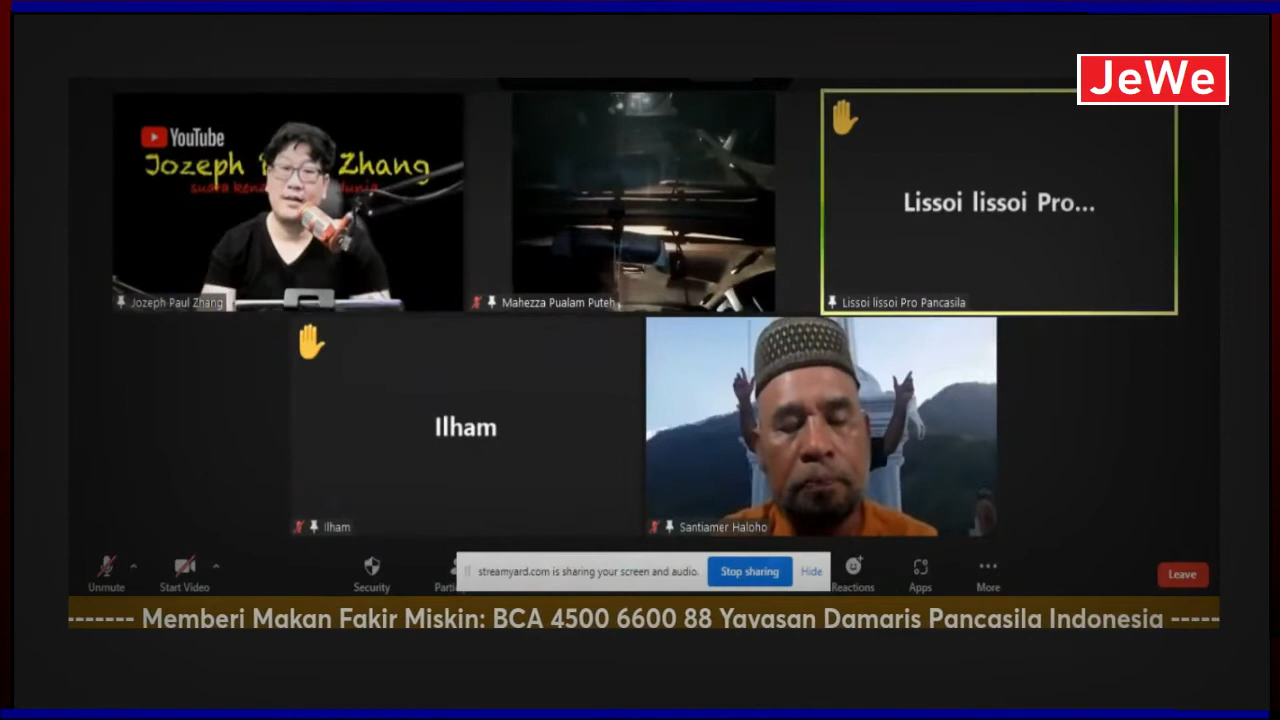 JeWe
YouTube
Jozeph Zhang
Jozeph Paul Zhang
Mahezza Pualam Puteh
Lissoi lissoi Pro...
Lissoi lissoi Pro Pancasila
Ilham
Ilham
Santiamer Haloho
Unmute
Start Video
Security
streamyard.com is sharing your screen and audio.
Stop sharing
Hide
Reactions
Apps
More
Leave
------- Memberi Makan Fakir Miskin: BCA 4500 6600 88 Yayasan Damaris Pancasila Indonesia -----